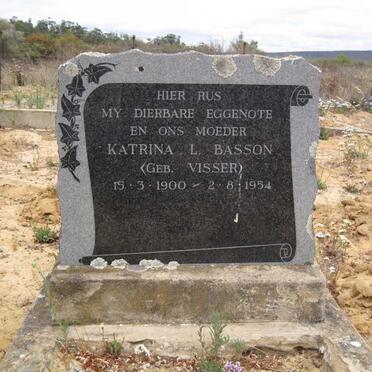 HIER RUS
MY DIERBARE EGGENOTE
EN ONS MOEDER
KATRINA L. BASSON
(GEB. VISSER)
15·3·1900 – 2·8·1954